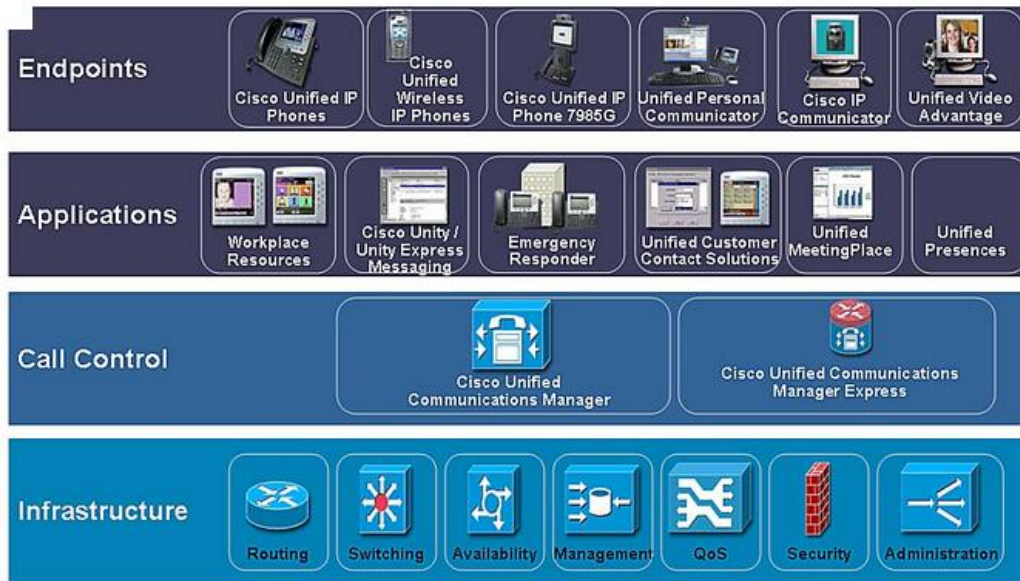 Endpoints
Cisco Unified IP
Phones
Cisco
Unified
Wireless
IP Phones
Cisco Unified IP
Phone 7985G
Unified Personal
Communicator
Cisco IP
Communicator
Unified Video
Advantage
Applications
Workplace
Resources
Cisco Unity /
Unity Express
Messaging
Emergency
Responder
Unified Customer
Contact Solutions
Unified
MeetingPlace
Unified
Presences
Call Control
Cisco Unified
Communications Manager
Cisco Unified Communications
Manager Express
Infrastructure
Routing
Switching
Availability
Management
QoS
Security
Administration